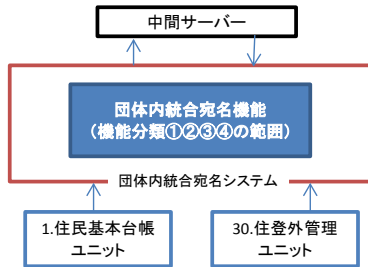 中間サーバー
団体内統合宛名機能
（機能分類①②③④の範囲）
団体内統合宛名システム
1.住民基本台帳
ユニット
30.住登外管理
ユニット